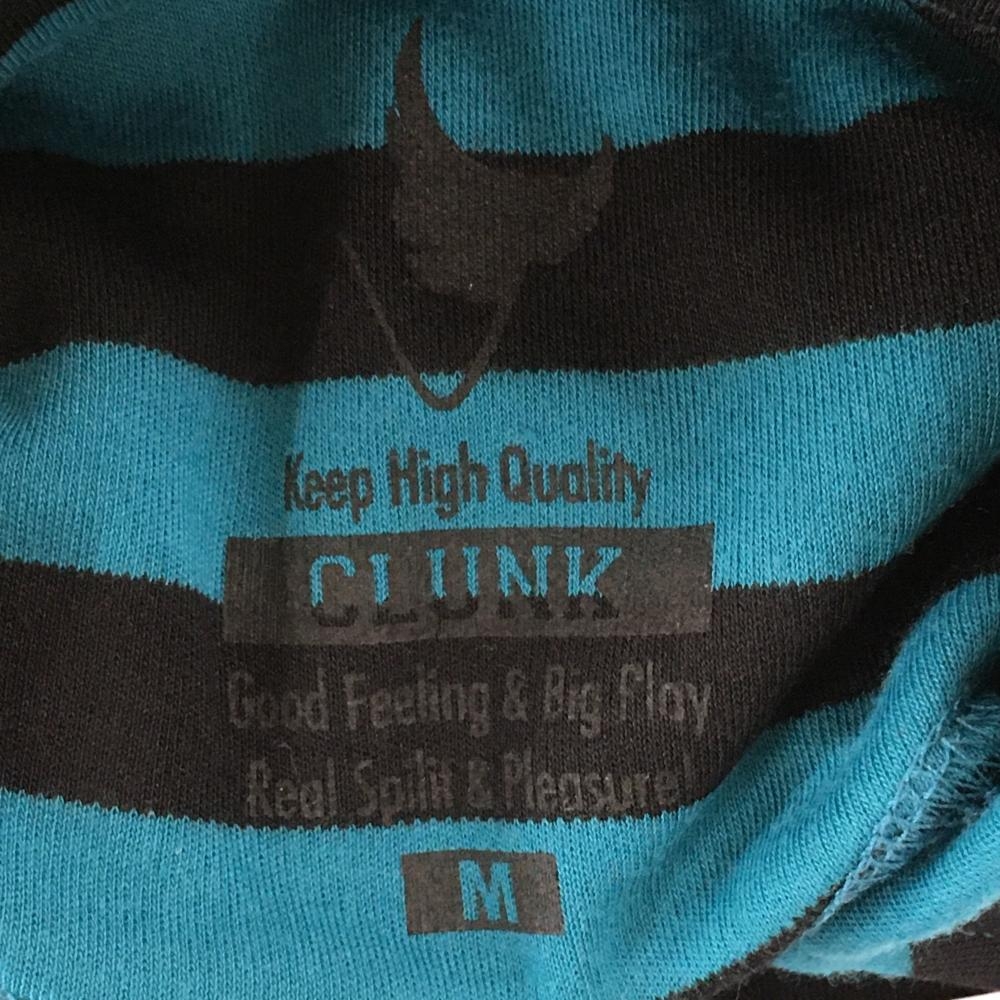 Keep High Quality
CLUNK
Good Feeling & Big Play
Real Spilit & Pleasure!
M